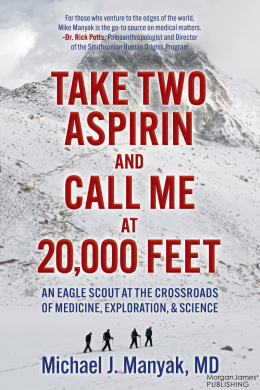 For those who venture to the edges of the world,
Mike Manyak is the go-to source on medical matters.
–Dr. Rick Potts, Paleoanthropologist and Director
of the Smithsonian Human Origins Program
TAKE TWO
ASPIRIN
AND
CALL ME
AT
20,000 FEET
AN EAGLE SCOUT AT THE CROSSROADS
OF MEDICINE, EXPLORATION, & SCIENCE
Michael J. Manyak, MD
Morgan James®
PUBLISHING